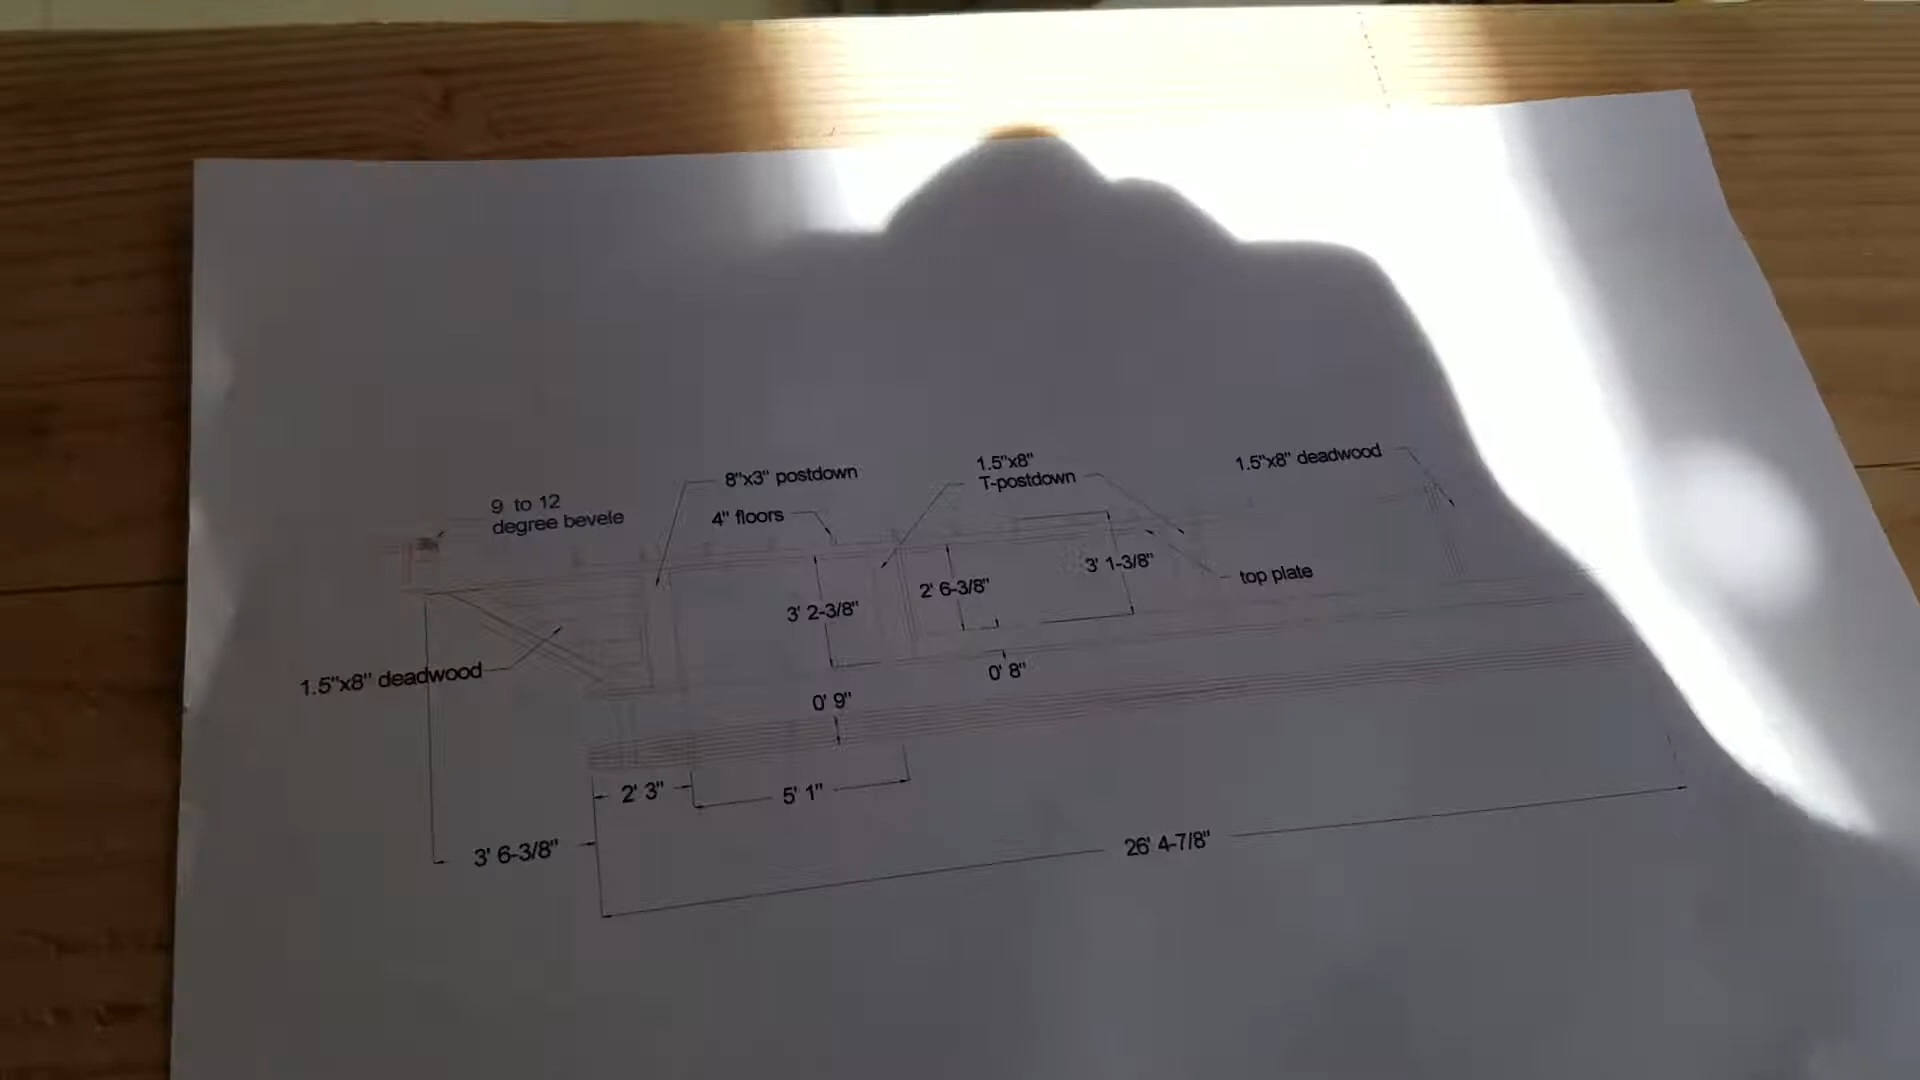 1.5"x8"
T-postdown
1.5"x8" deadwood
8"x3" postdown
9 to 12
degree bevele
4" floors
3' 1-3/8"
top plate
2' 6-3/8"
3' 2-3/8"
1.5"x8" deadwood
0' 8"
0' 9"
2' 3"
5' 1"
3' 6-3/8"
26' 4-7/8"